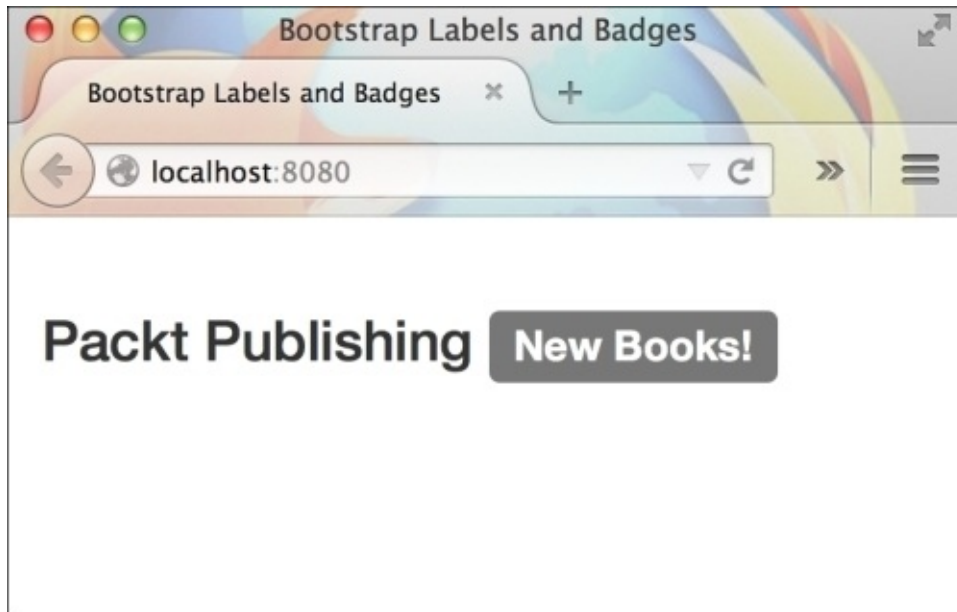 Bootstrap Labels and Badges
Bootstrap Labels and Badges
localhost:8080
Packt Publishing New Books!